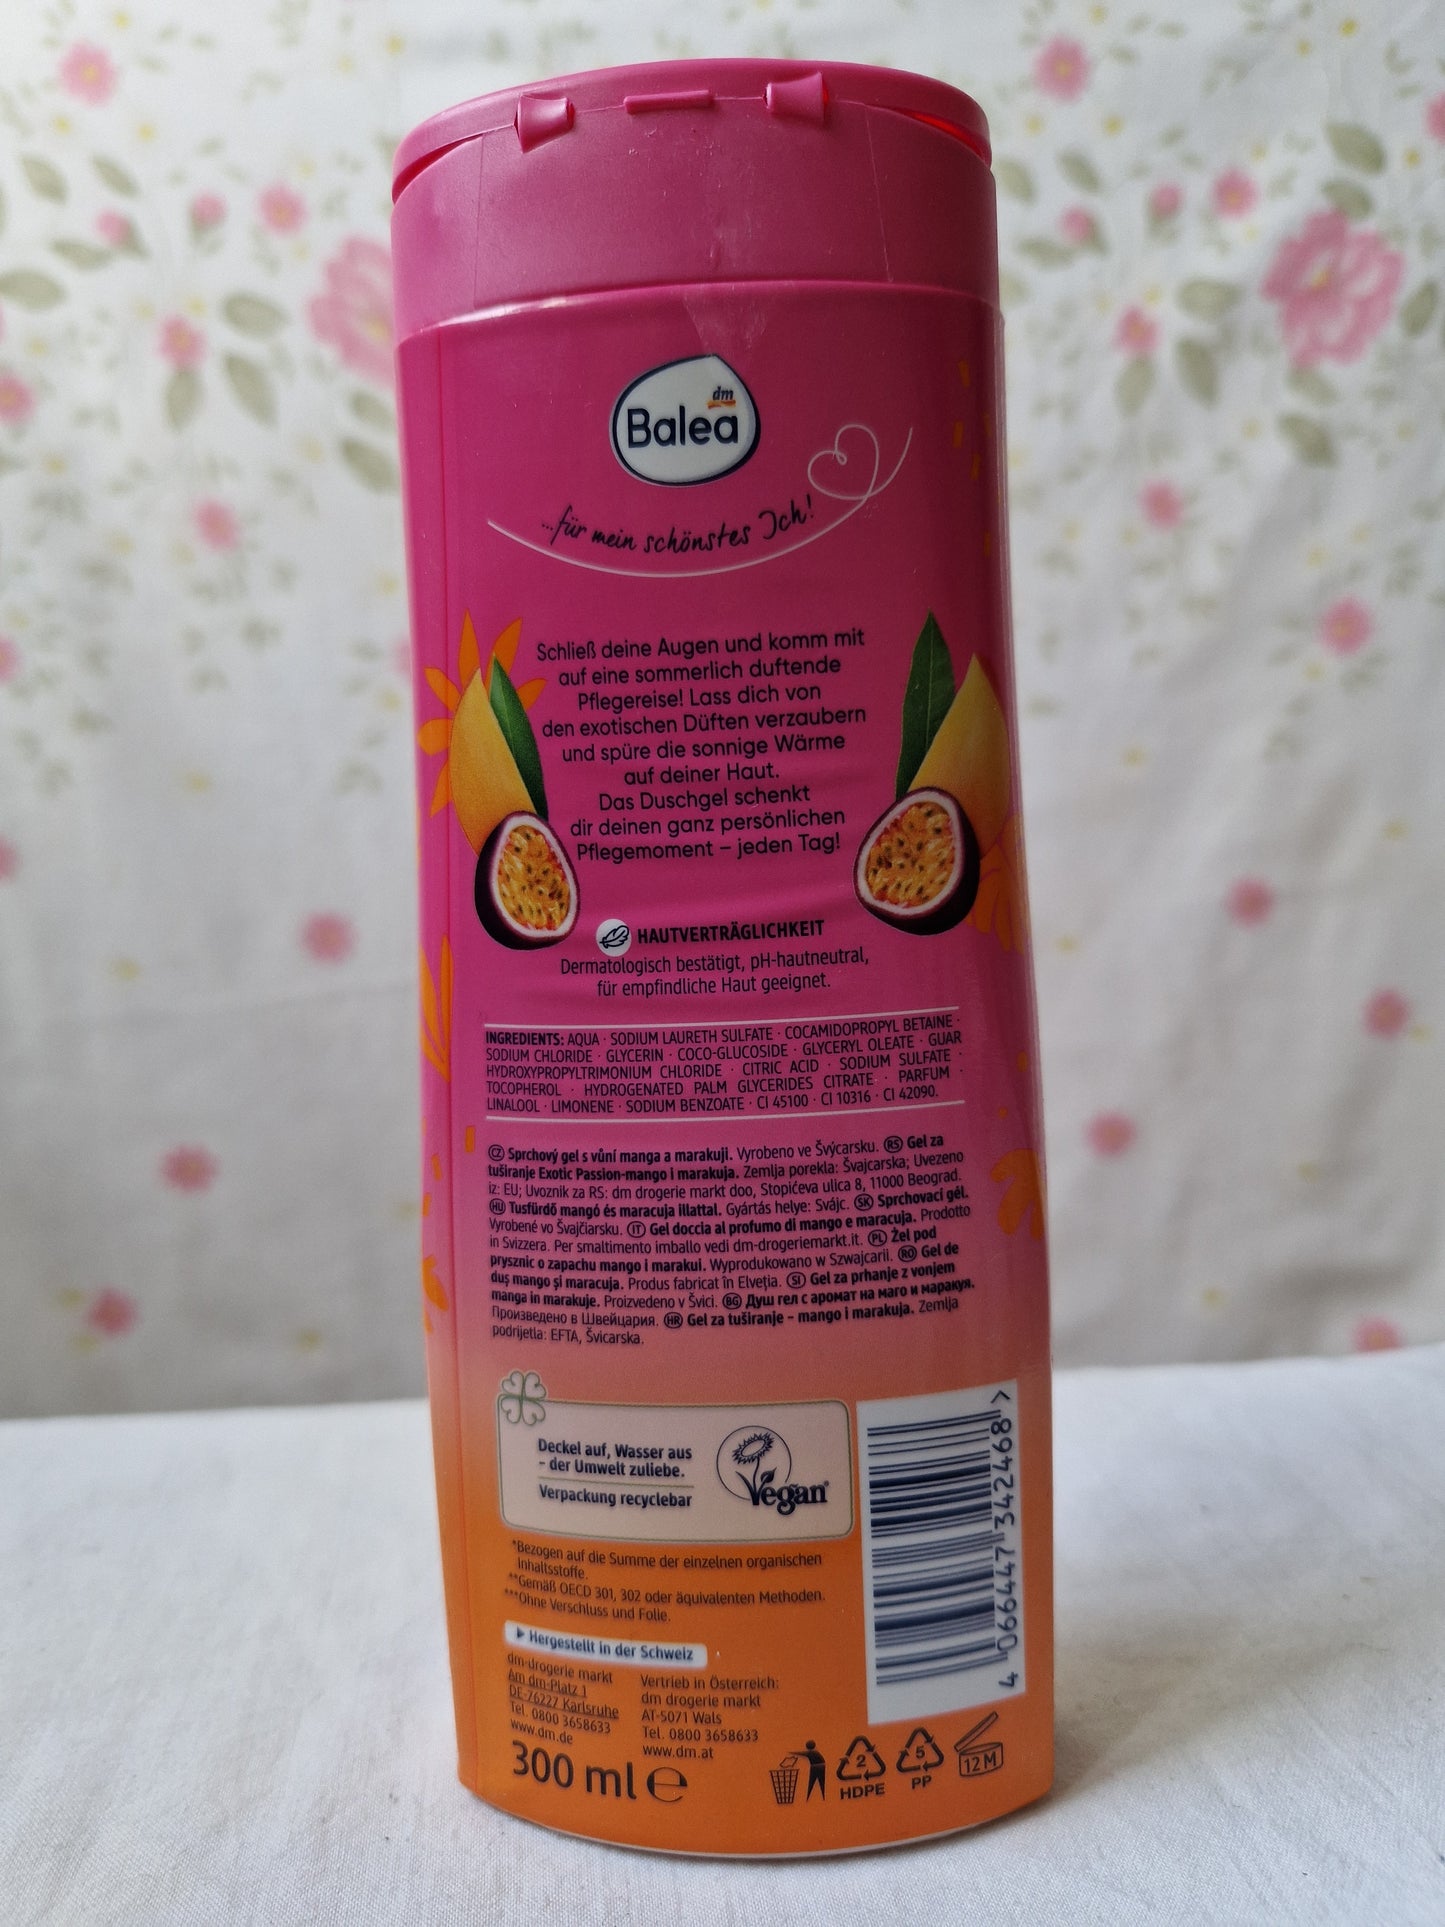 dm
Balea
...für mein schönstes Ich!
Schließ deine Augen und komm mit
auf eine sommerlich duftende
Pflegereise! Lass dich von
den exotischen Düften verzaubern
und spüre die sonnige Wärme
auf deiner Haut.
Das Duschgel schenkt
dir deinen ganz persönlichen
Pflegemoment – jeden Tag!
HAUTVERTRÄGLICHKEIT
Dermatologisch bestätigt, pH-hautneutral,
für empfindliche Haut geeignet.
INGREDIENTS: AQUA · SODIUM LAURETH SULFATE · COCAMIDOPROPYL BETAINE ·
SODIUM CHLORIDE · GLYCERIN · COCO-GLUCOSIDE · GLYCERYL OLEATE · GUAR
HYDROXYPROPYLTRIMONIUM CHLORIDE · CITRIC ACID · SODIUM SULFATE ·
TOCOPHEROL · HYDROGENATED PALM GLYCERIDES CITRATE · PARFUM ·
LINALOOL · LIMONENE · SODIUM BENZOATE · CI 45100 · CI 10316 · CI 42090.
CZ Sprchový gel s vůní manga a marakuji. Vyrobeno ve Švýcarsku. RS Gel za
tuširanje Exotic Passion-mango i marakuja. Zemlja porekla: Švajcarska; Uvezeno
iz: EU; Uvoznik za RS: dm drogerie markt doo, Stopićeva ulica 8, 11000 Beograd.
HU Tusfürdő mangó és maracuja illattal. Gyártás helye: Svájc. SK Sprchovací gél.
Vyrobené vo Švajčiarsku. IT Gel doccia al profumo di mango e maracuja. Prodotto
in Svizzera. Per smaltimento imballo vedi dm-drogeriemarkt.it. PL Żel pod
prysznic o zapachu mango i marakui. Wyprodukowano w Szwajcarii. RO Gel de
duș mango și maracuja. Produs fabricat în Elveția. SI Gel za prhanje z vonjem
manga in marakuje. Proizvedeno v Švici. BG Душ гел с аромат на маго и маракуя.
Произведено в Швейцария. HR Gel za tuširanje – mango i marakuja. Zemlja
podrijetla: EFTA, Švicarska.
Deckel auf, Wasser aus
– der Umwelt zuliebe.
Verpackung recyclebar
Vegan
*Bezogen auf die Summe der einzelnen organischen
Inhaltsstoffe.
**Gemäß OECD 301, 302 oder äquivalenten Methoden.
***Ohne Verschluss und Folie.
Hergestellt in der Schweiz
dm-drogerie markt
Am dm-Platz 1
DE-76227 Karlsruhe
Tel. 0800 3658633
www.dm.de
Vertrieb in Österreich:
dm drogerie markt
AT-5071 Wals
Tel. 0800 3658633
www.dm.at
300 ml ℮
2
HDPE
5
PP
12 M
4 066447 342468 >